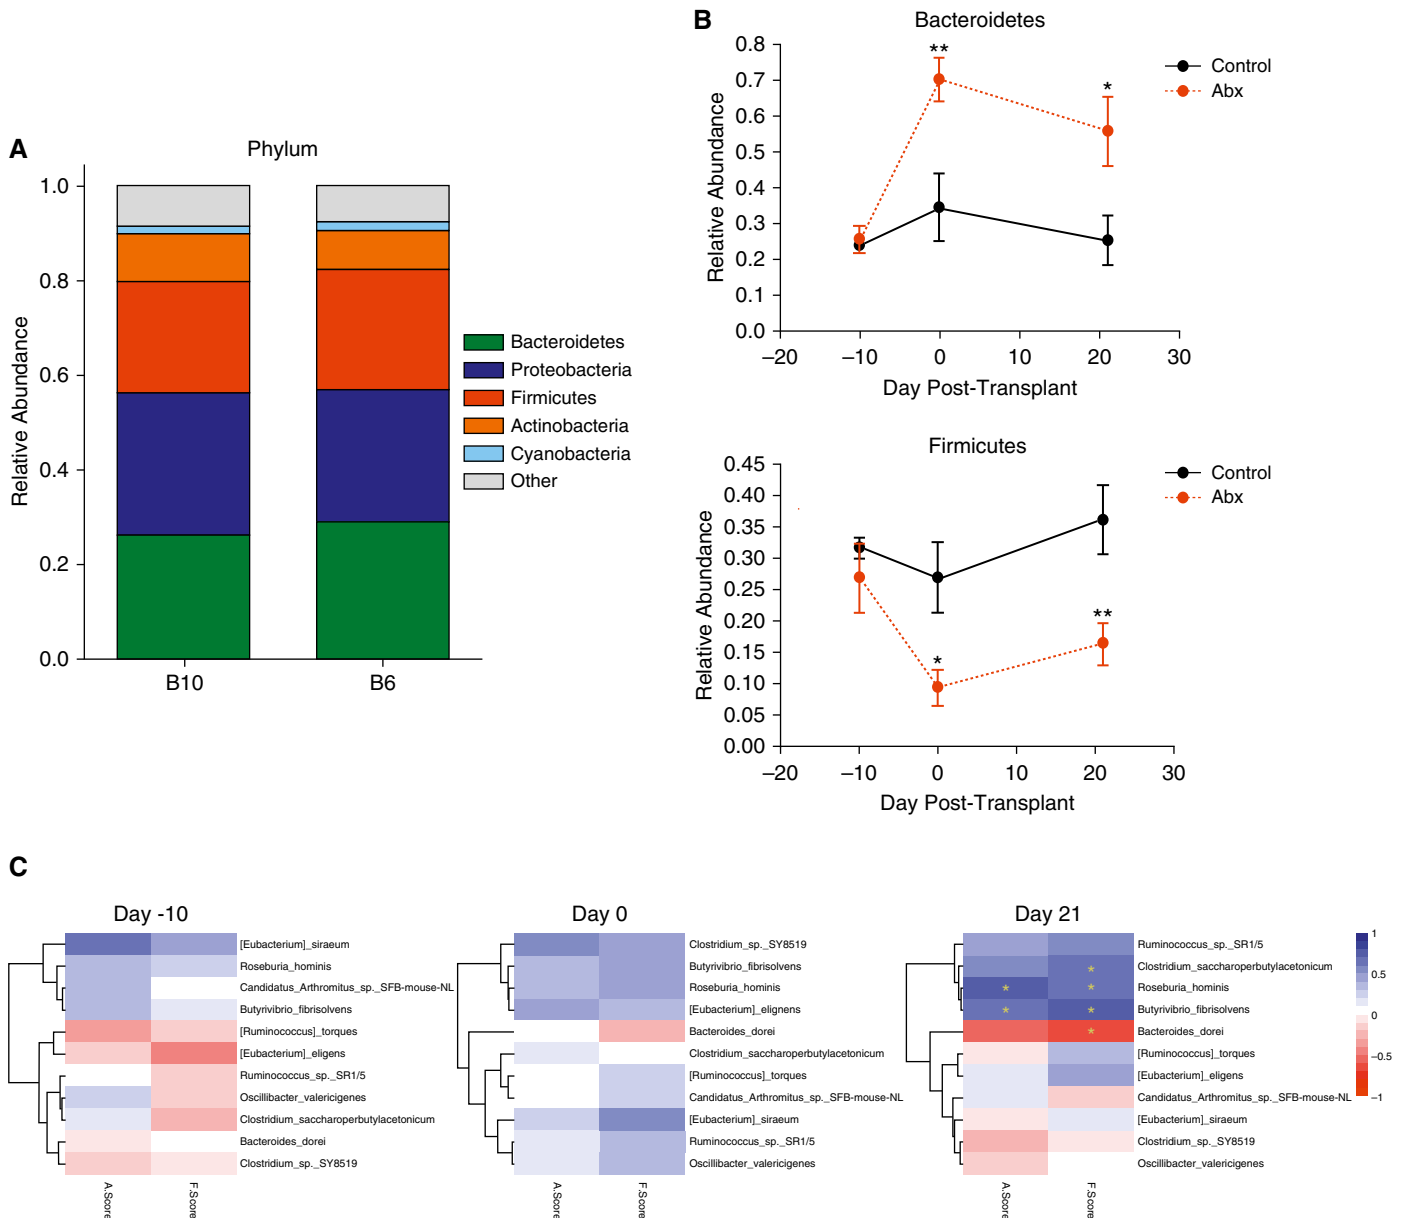 A
Phylum
Relative Abundance
1.0
0.8
0.6
0.4
0.2
0.0
B10
B6
Bacteroidetes
Proteobacteria
Firmicutes
Actinobacteria
Cyanobacteria
Other
B
Bacteroidetes
Relative Abundance
0.8
0.7
0.6
0.5
0.4
0.3
0.2
0.1
0.0
**
*
–20
–10
0
10
20
30
Day Post-Transplant
Control
Abx
Firmicutes
Relative Abundance
0.45
0.40
0.35
0.30
0.25
0.20
0.15
0.10
0.05
0.00
*
**
–20
–10
0
10
20
30
Day Post-Transplant
Control
Abx
C
Day -10
[Eubacterium]_siraeum
Roseburia_hominis
Candidatus_Arthromitus_sp._SFB-mouse-NL
Butyrivibrio_fibrisolvens
[Ruminococcus]_torques
[Eubacterium]_eligens
Ruminococcus_sp._SR1/5
Oscillibacter_valericigenes
Clostridium_saccharoperbutylacetonicum
Bacteroides_dorei
Clostridium_sp._SY8519
A.Score
F.Score
Day 0
Clostridium_sp._SY8519
Butyrivibrio_fibrisolvens
Roseburia_hominis
[Eubacterium]_elignens
Bacteroides_dorei
Clostridium_saccharoperbutylacetonicum
[Ruminococcus]_torques
Candidatus_Arthromitus_sp._SFB-mouse-NL
[Eubacterium]_siraeum
Ruminococcus_sp._SR1/5
Oscillibacter_valericigenes
A.Score
F.Score
Day 21
Ruminococcus_sp._SR1/5
*
Clostridium_saccharoperbutylacetonicum
* *
Roseburia_hominis
* *
Butyrivibrio_fibrisolvens
*
Bacteroides_dorei
[Ruminococcus]_torques
[Eubacterium]_eligens
Candidatus_Arthromitus_sp._SFB-mouse-NL
[Eubacterium]_siraeum
Clostridium_sp._SY8519
Oscillibacter_valericigenes
A.Score
F.Score
1
0.5
0
−0.5
−1